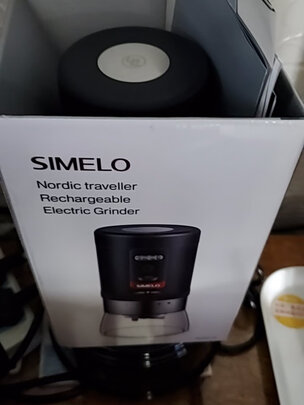 SIMELO
Nordic traveller
Rechargeable
Electric Grinder
SIMELO